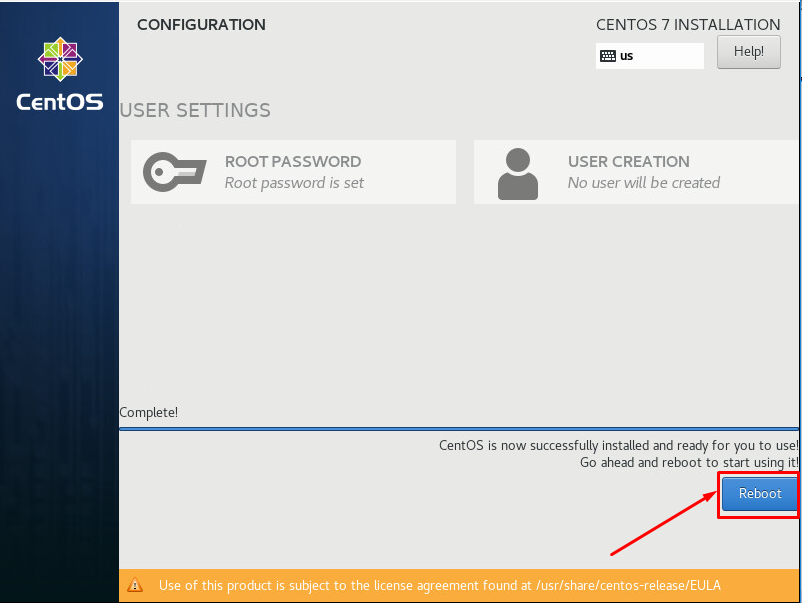 CONFIGURATION
CENTOS 7 INSTALLATION
us
Help!
CentOS
USER SETTINGS
ROOT PASSWORD
Root password is set
USER CREATION
No user will be created
Complete!
CentOS is now successfully installed and ready for you to use!
Go ahead and reboot to start using it!
Reboot
Use of this product is subject to the license agreement found at /usr/share/centos-release/EULA